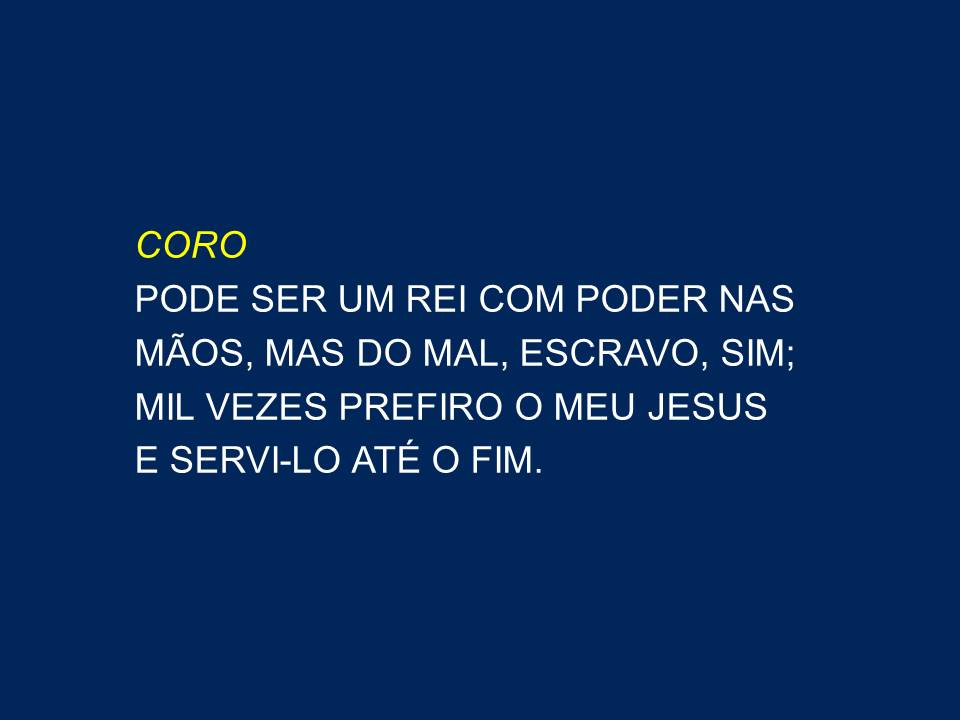 CORO
PODE SER UM REI COM PODER NAS
MÃOS, MAS DO MAL, ESCRAVO, SIM;
MIL VEZES PREFIRO O MEU JESUS
E SERVI-LO ATÉ O FIM.